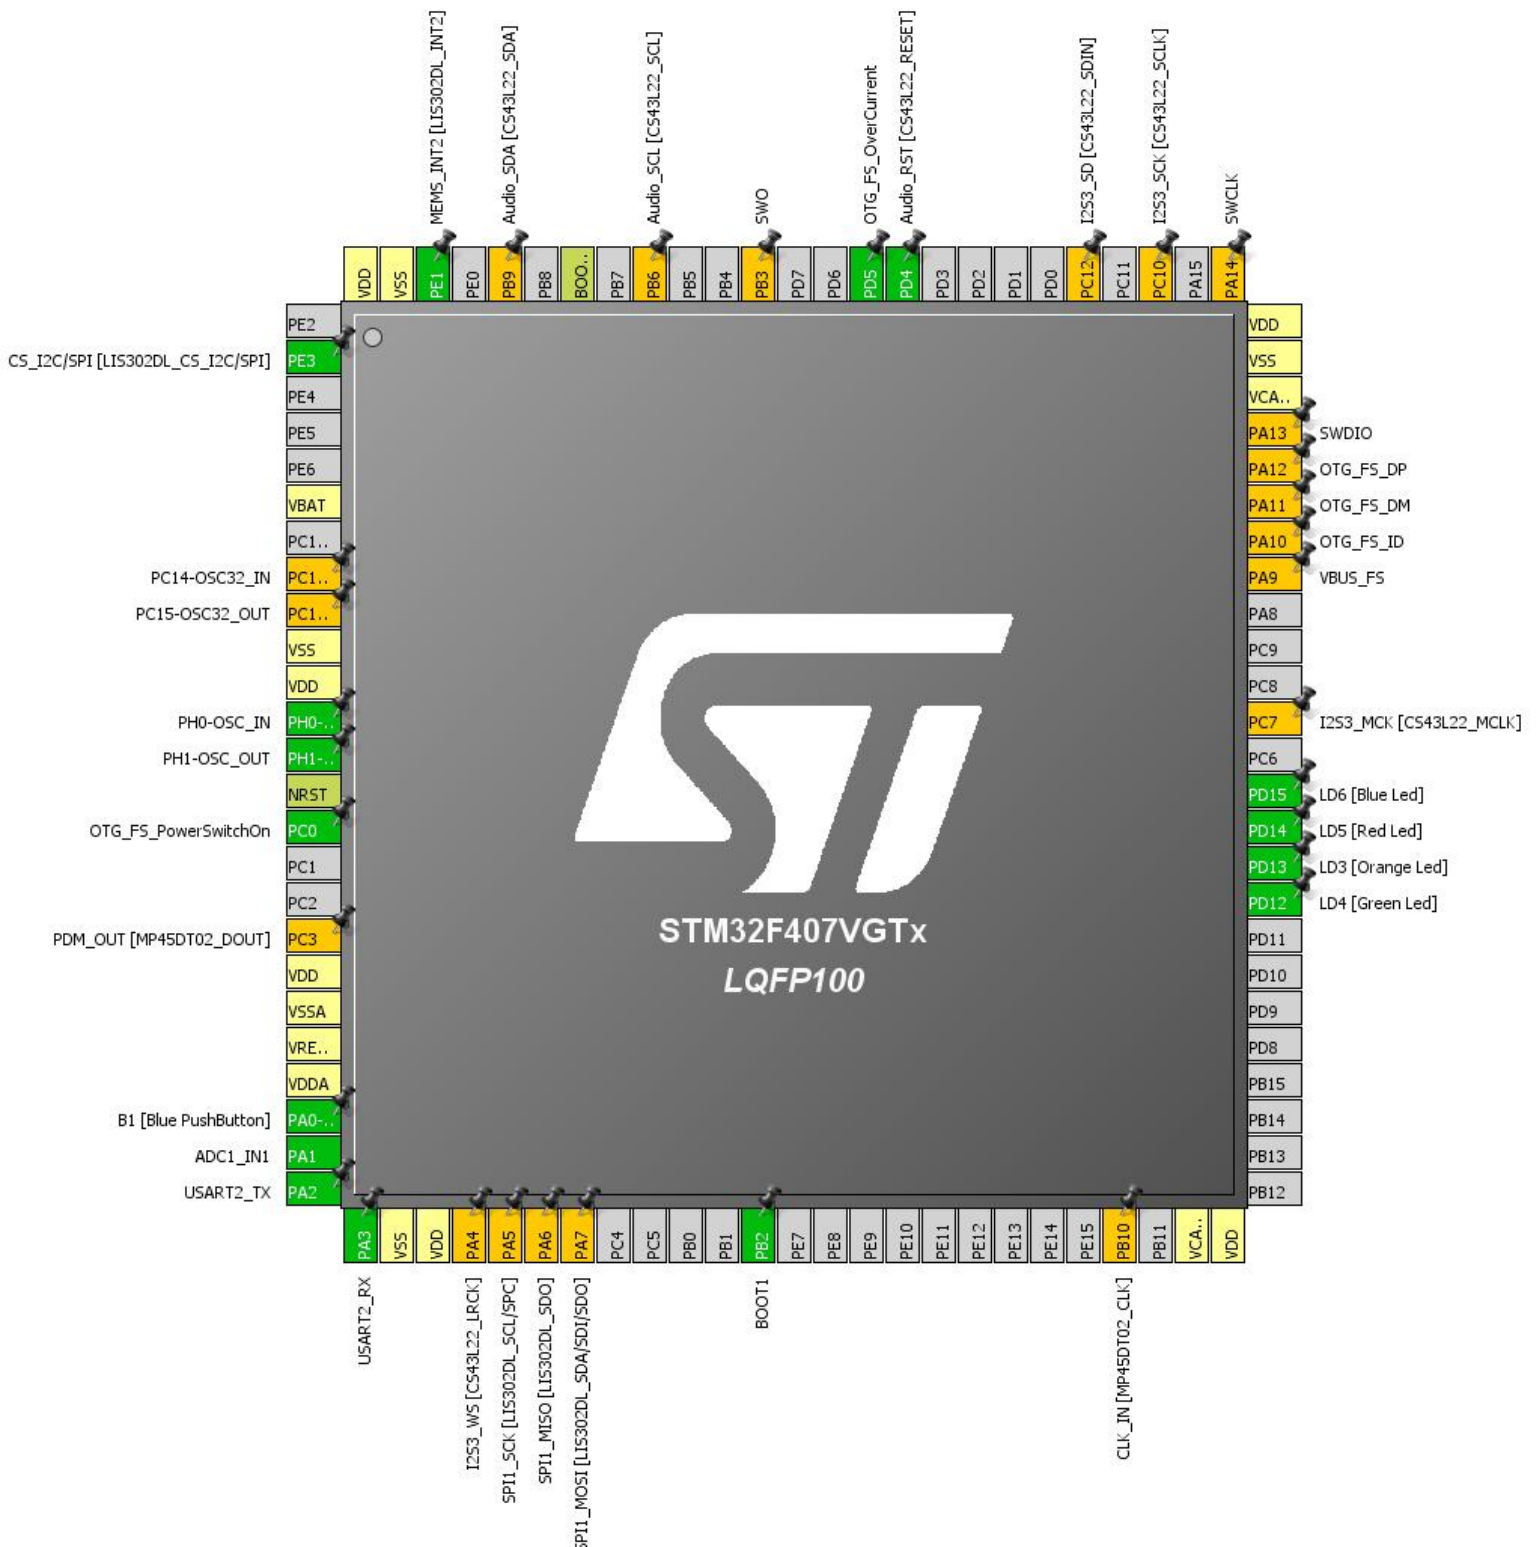 MEMS_INT2 [LIS302DL_INT2]
Audio_SDA [CS43L22_SDA]
Audio_SCL [CS43L22_SCL]
SWO
OTG_FS_OverCurrent
Audio_RST [CS43L22_RESET]
I2S3_SD [CS43L22_SDIN]
I2S3_SCK [CS43L22_SCLK]
SWCLK
VDD
VSS
PE1
PE0
PB9
PB8
BOO..
PB7
PB6
PB5
PB4
PB3
PD7
PD6
PD5
PD4
PD3
PD2
PD1
PD0
PC12
PC11
PC10
PA15
PA14
PE2
CS_I2C/SPI [LIS302DL_CS_I2C/SPI] PE3
PE4
PE5
PE6
VBAT
PC1..
PC14-OSC32_IN PC1..
PC15-OSC32_OUT PC1..
VSS
VDD
PH0-OSC_IN PH0-..
PH1-OSC_OUT PH1-..
NRST
OTG_FS_PowerSwitchOn PC0
PC1
PC2
PDM_OUT [MP45DT02_DOUT] PC3
VDD
VSSA
VRE..
VDDA
B1 [Blue PushButton] PA0-..
ADC1_IN1 PA1
USART2_TX PA2
ST
STM32F407VGTx
LQFP100
VDD
VSS
VCA..
PA13 SWDIO
PA12 OTG_FS_DP
PA11 OTG_FS_DM
PA10 OTG_FS_ID
PA9 VBUS_FS
PA8
PC9
PC8
PC7 I2S3_MCK [CS43L22_MCLK]
PC6
PD15 LD6 [Blue Led]
PD14 LD5 [Red Led]
PD13 LD3 [Orange Led]
PD12 LD4 [Green Led]
PD11
PD10
PD9
PD8
PB15
PB14
PB13
PB12
PA3
VSS
VDD
PA4
PA5
PA6
PA7
PC4
PC5
PB0
PB1
PB2
PE7
PE8
PE9
PE10
PE11
PE12
PE13
PE14
PE15
PB10
PB11
VCA..
VDD
USART2_RX
I2S3_WS [CS43L22_LRCK]
SPI1_SCK [LIS302DL_SCL/SPC]
SPI1_MISO [LIS302DL_SDO]
SPI1_MOSI [LIS302DL_SDA/SDI/SDO]
BOOT1
CLK_IN [MP45DT02_CLK]